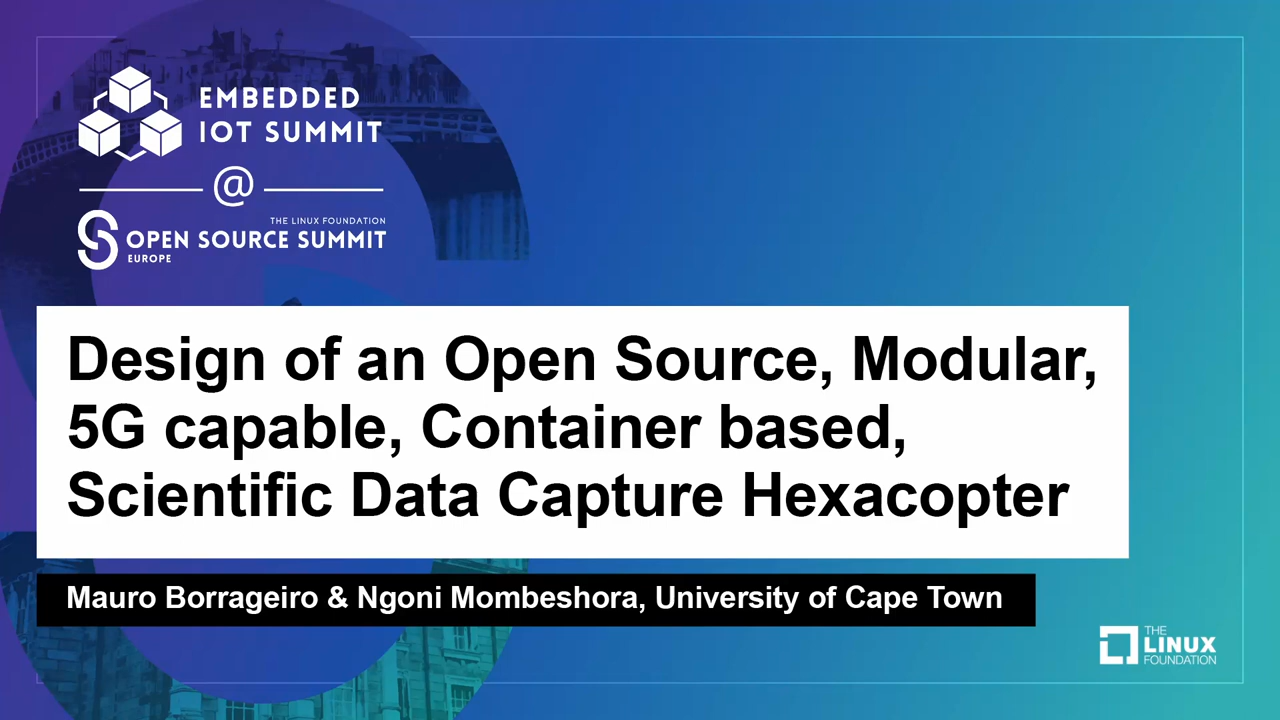 EMBEDDED
IOT SUMMIT
@
THE LINUX FOUNDATION
OPEN SOURCE SUMMIT
EUROPE
Design of an Open Source, Modular,
5G capable, Container based,
Scientific Data Capture Hexacopter
Mauro Borrageiro & Ngoni Mombeshora, University of Cape Town
THE
LINUX
FOUNDATION